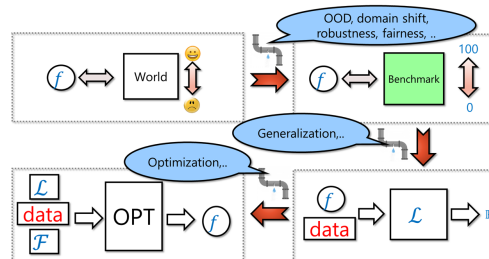 OOD, domain shift,
robustness, fairness, ..
f
World
f
Benchmark
100
0
Generalization,..
Optimization,..
ℒ
data
ℱ
OPT
f
f
data
ℒ